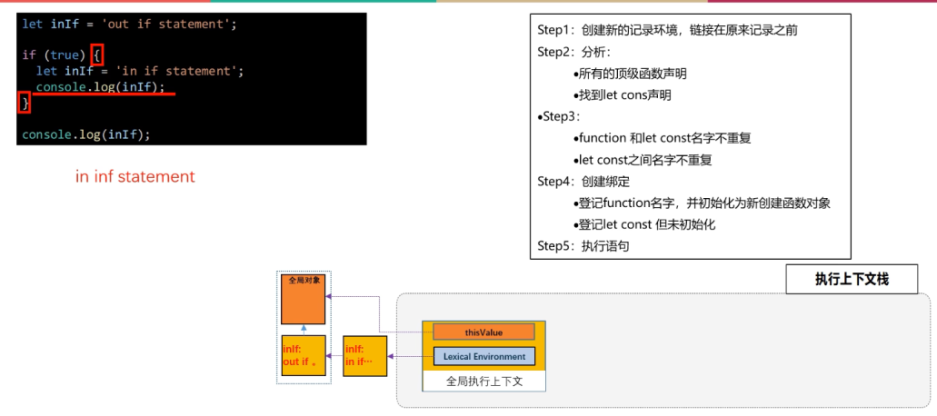 let inIf = 'out if statement';
if (true) {
let inIf = 'in if statement';
console.log(inIf);
}
console.log(inIf);
in inf statement
Step1：创建新的记录环境，链接在原来记录之前
Step2：分析：
•所有的顶级函数声明
•找到let cons声明
•Step3：
•function 和let const名字不重复
•let const之间名字不重复
Step4：创建绑定
•登记function名字，并初始化为新创建函数对象
•登记let const 但未初始化
Step5：执行语句
执行上下文栈
全局对象
thisValue
inIf:
out if 。
inIf:
in if…
Lexical Environment
全局执行上下文